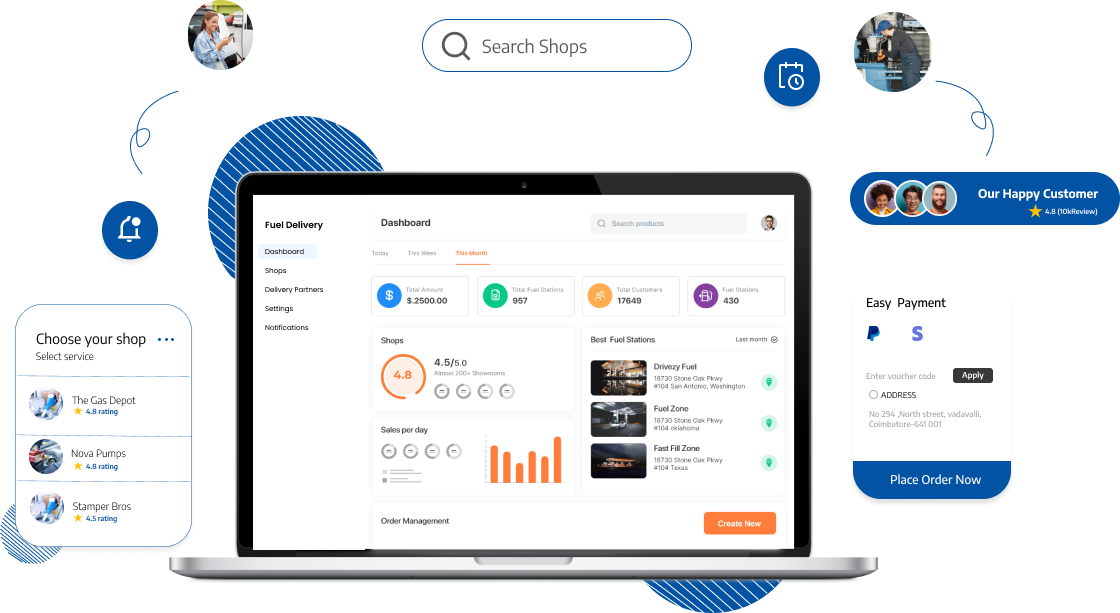 Search Shops
Our Happy Customer
4.8 (10kReview)
Fuel Delivery
Dashboard
Shops
Delivery Partners
Settings
Notifications
Dashboard
Search products
Today
This Week
This Month
Total Amount
$.2500.00
Total Fuel Stations
957
Total Customers
17649
Fuel Stations
430
Shops
4.8
4.5/5.0
Almost 200+ Showrooms
Sales per day
Best Fuel Stations
Last month
Drivezy Fuel
18730 Stone Oak Pkwy
#104 Sen Antonio, Washington
Fuel Zone
18730 Stone Oak Pkwy
#104 oklahoma
Fast Fill Zone
18730 Stone Oak Pkwy
#104 Texas
Order Management
Create New
Choose your shop
Select service
The Gas Depot
4.8 rating
Nova Pumps
4.8 rating
Stamper Bros
4.5 rating
Easy Payment
Enter voucher code
Apply
ADDRESS
No 294 ,North street, vadavalli,
Coimbatore-641 001
Place Order Now